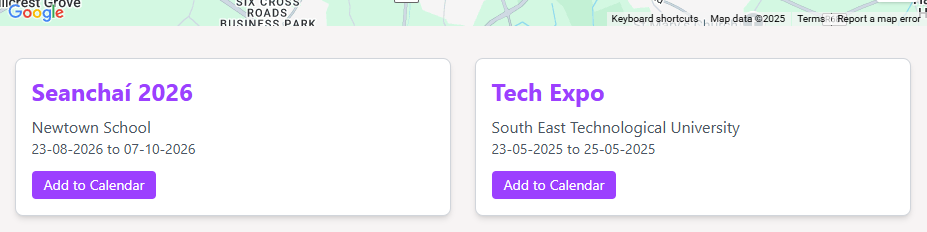 SIX CROSS
ROADS
BUSINESS PARK
Google
Keyboard shortcuts Map data ©2025 Terms Report a map error
Seanchaí 2026
Newtown School
23-08-2026 to 07-10-2026
Add to Calendar
Tech Expo
South East Technological University
23-05-2025 to 25-05-2025
Add to Calendar